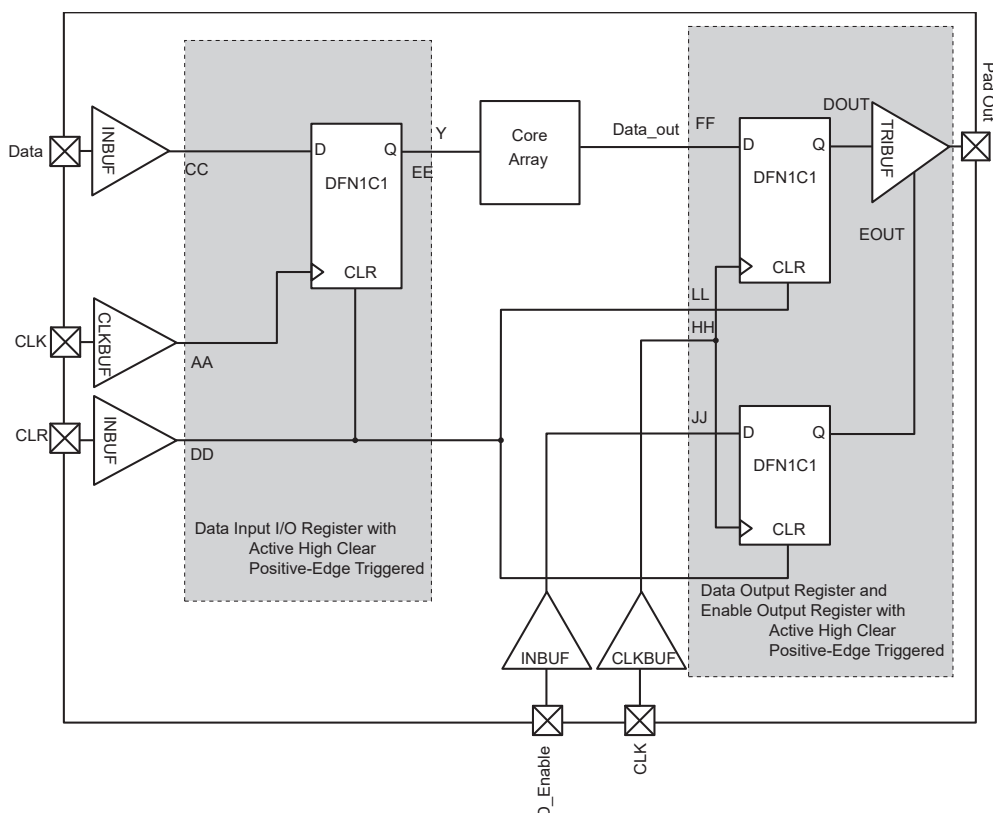 Data
INBUF
CC
D
Q
DFN1C1
CLR
Y
EE
Core
Array
Data_out
FF
D
Q
DFN1C1
CLR
DOUT
TRIBUF
Pad Out
EOUT
CLK
CLKBUF
AA
LL
HH
CLR
INBUF
DD
JJ
D
Q
DFN1C1
CLR
Data Input I/O Register with
Active High Clear
Positive-Edge Triggered
Data Output Register and
Enable Output Register with
Active High Clear
Positive-Edge Triggered
INBUF
CLKBUF
D_Enable
CLK